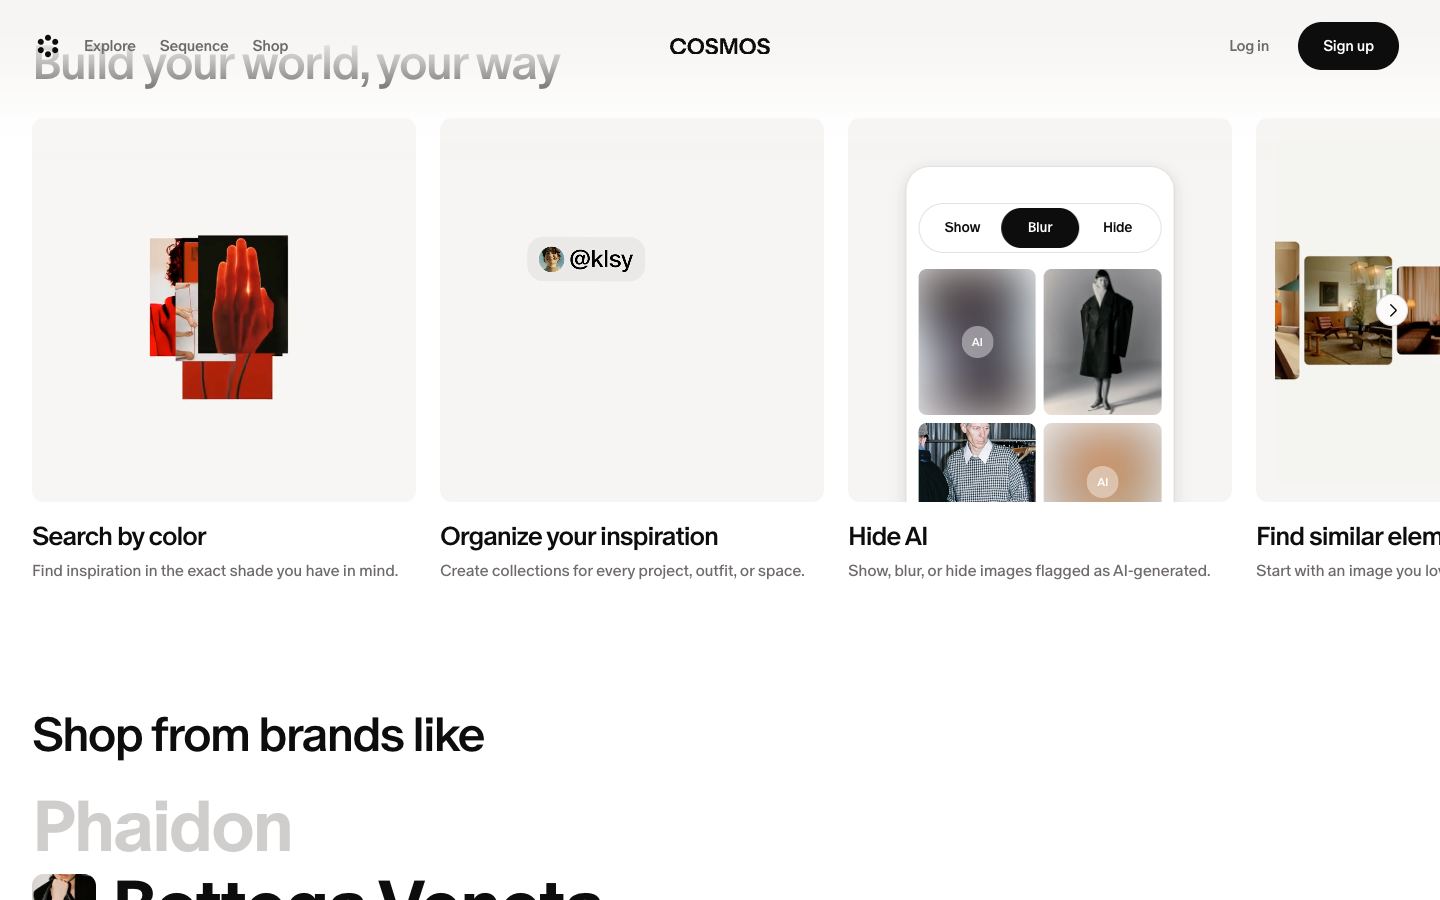 Explore Sequence Shop
COSMOS
Log in
Sign up
Build your world, your way
@klsy
Show Blur Hide
AI
AI
Search by color
Find inspiration in the exact shade you have in mind.
Organize your inspiration
Create collections for every project, outfit, or space.
Hide AI
Show, blur, or hide images flagged as AI-generated.
Find similar elem
Start with an image you lo
Shop from brands like
Phaidon
Bottega Veneta